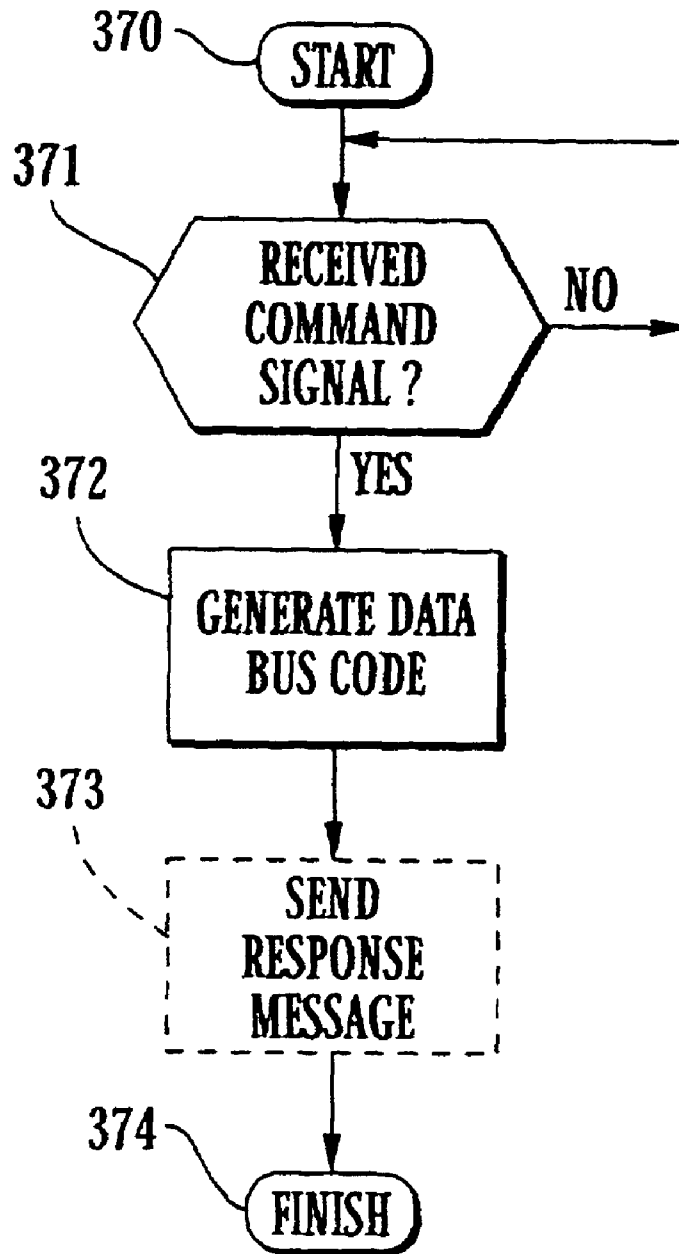 370
START
371
RECEIVED
COMMAND
SIGNAL ?
NO
YES
372
GENERATE DATA
BUS CODE
373
SEND
RESPONSE
MESSAGE
374
FINISH